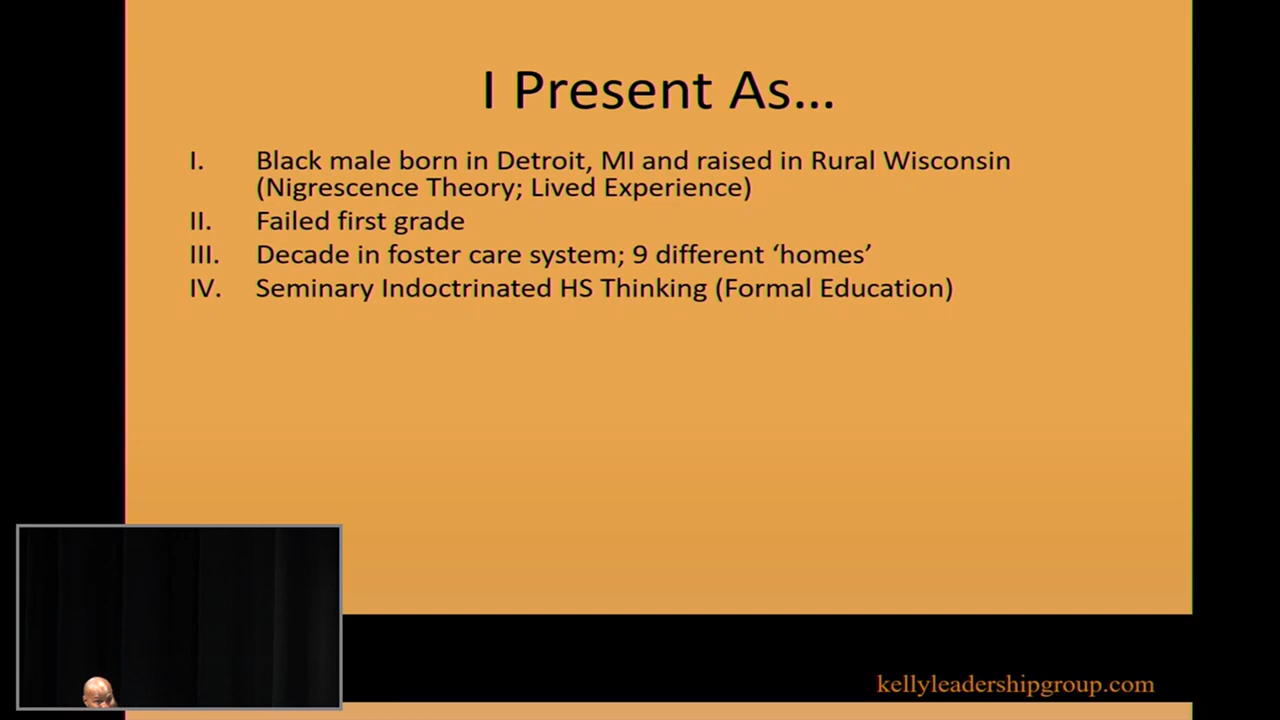 I Present As...
I. Black male born in Detroit, MI and raised in Rural Wisconsin
(Nigrescence Theory; Lived Experience)
II. Failed first grade
III. Decade in foster care system; 9 different ‘homes’
IV. Seminary Indoctrinated HS Thinking (Formal Education)
kellyleadershipgroup.com